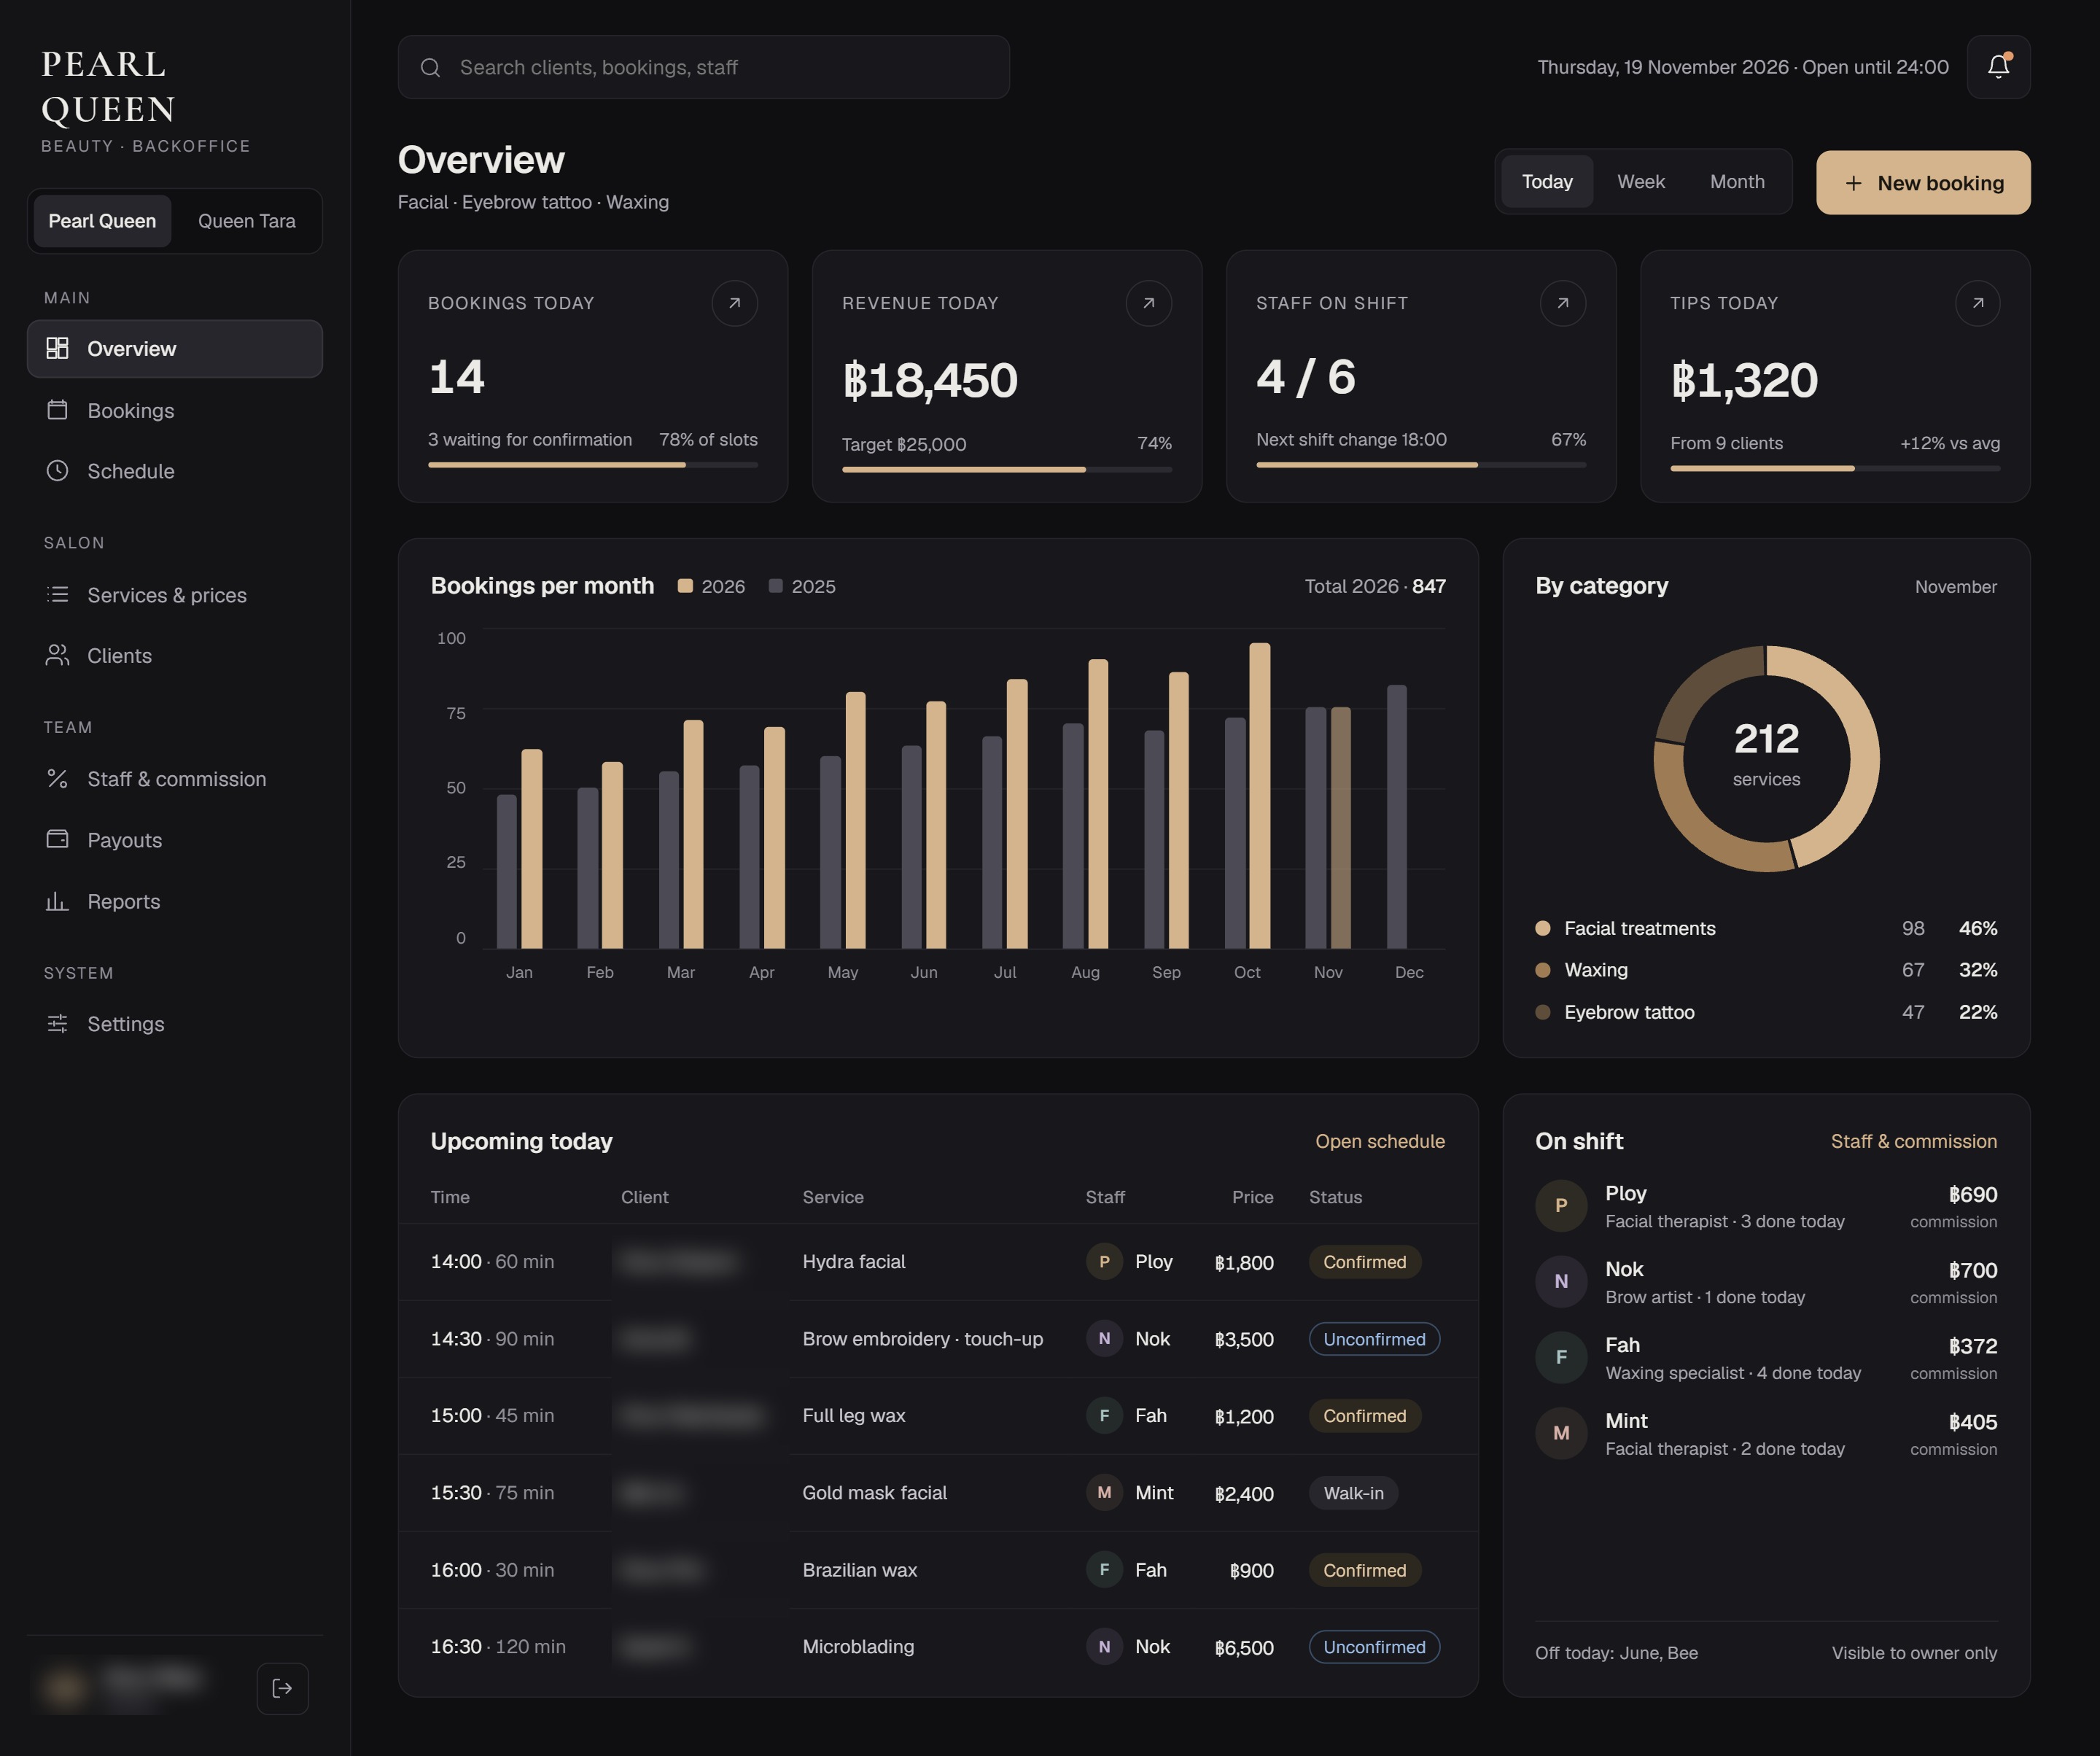 PEARL
QUEEN
BEAUTY · BACKOFFICE
Pearl Queen Queen Tara
MAIN
Overview
Bookings
Schedule
SALON
Services & prices
Clients
TEAM
Staff & commission
Payouts
Reports
SYSTEM
Settings
Search clients, bookings, staff
Thursday, 19 November 2026 · Open until 24:00
Overview
Facial · Eyebrow tattoo · Waxing
Today Week Month
New booking
BOOKINGS TODAY
14
3 waiting for confirmation 78% of slots
REVENUE TODAY
฿18,450
Target ฿25,000 74%
STAFF ON SHIFT
4 / 6
Next shift change 18:00 67%
TIPS TODAY
฿1,320
From 9 clients +12% vs avg
Bookings per month 2026 2025 Total 2026 · 847
100
75
50
25
0
Jan Feb Mar Apr May Jun Jul Aug Sep Oct Nov Dec
By category November
212
services
Facial treatments 98 46%
Waxing 67 32%
Eyebrow tattoo 47 22%
Upcoming today Open schedule
Time Client Service Staff Price Status
14:00 · 60 min Hydra facial P Ploy ฿1,800 Confirmed
14:30 · 90 min Brow embroidery · touch-up N Nok ฿3,500 Unconfirmed
15:00 · 45 min Full leg wax F Fah ฿1,200 Confirmed
15:30 · 75 min Gold mask facial M Mint ฿2,400 Walk-in
16:00 · 30 min Brazilian wax F Fah ฿900 Confirmed
16:30 · 120 min Microblading N Nok ฿6,500 Unconfirmed
On shift Staff & commission
P Ploy ฿690
Facial therapist · 3 done today commission
N Nok ฿700
Brow artist · 1 done today commission
F Fah ฿372
Waxing specialist · 4 done today commission
M Mint ฿405
Facial therapist · 2 done today commission
Off today: June, Bee Visible to owner only